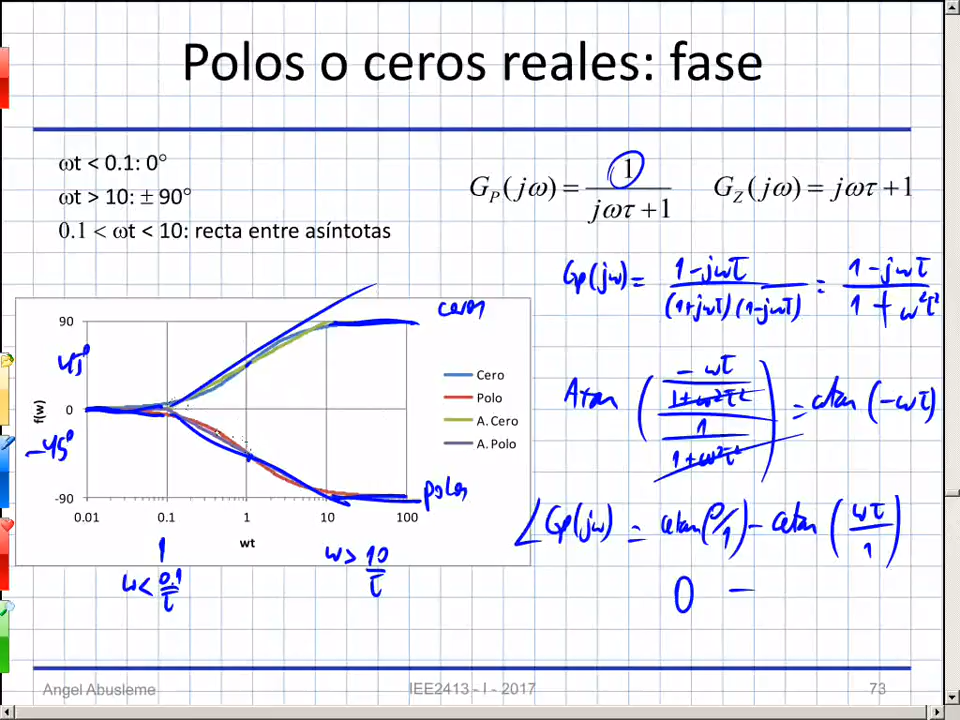 Polos o ceros reales: fase
ωt < 0.1: 0°
ωt > 10: ± 90°
0.1 < ωt < 10: recta entre asíntotas
G_P(jω) = 1 / (jωτ + 1)
G_Z(jω) = jωτ + 1
Gp(jω) = (1-jωτ) / ((1+jωτ)(1-jωτ)) = (1-jωτ) / (1+ω²τ²)
Atan ((-ωτ / (1+ω²τ²)) / (1 / (1+ω²τ²))) = atan (-ωτ)
∠Gp(jω) = atan(0/1) - atan (ωτ / 1)
0 -
ceros
polos
45°
-45°
90
0
-90
f(w)
0.01 0.1 1 10 100
wt
Cero
Polo
A. Cero
A. Polo
ω < 0.1/τ
ω > 10/τ
Angel Abusleme
IEE2413 - I - 2017
73